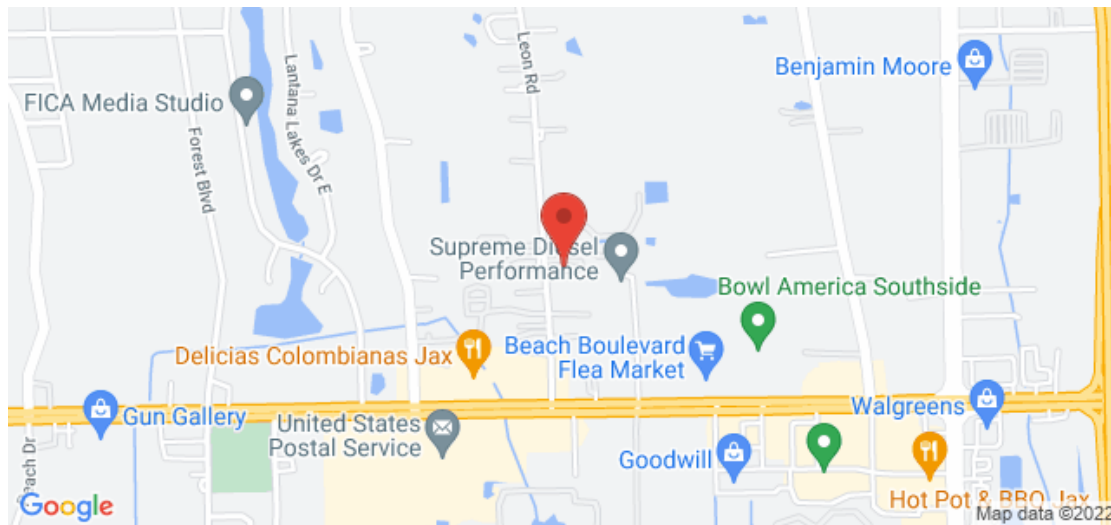 Leon Rd
Benjamin Moore
Lantana Lakes Dr E
FICA Media Studio
Forest Blvd
Supreme Diesel
Performance
Bowl America Southside
Beach Boulevard
Flea Market
Delicias Colombianas Jax
Walgreens
Gun Gallery
United States
Postal Service
Goodwill
each Dr
Hot Pot & BBQ Jax
Google
Map data ©2022